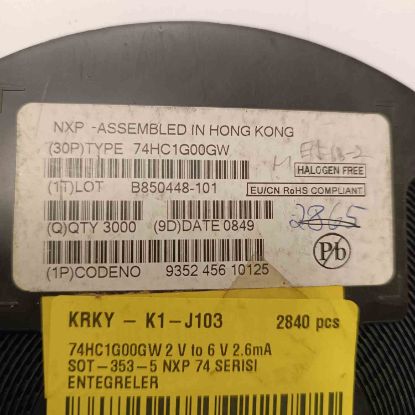 NXP -ASSEMBLED IN HONG KONG
(30P)TYPE 74HC1G00GW
HALOGEN FREE
(1T)LOT B850448-101
EU/CN RoHS COMPLIANT
2865
(Q)QTY 3000 (9D)DATE 0849
Pb
(1P)CODENO 9352 456 10125
KRKY - K1-J103 2840 pcs
74HC1G00GW 2 V to 6 V 2.6mA
SOT-353-5 NXP 74 SERISI
ENTEGRELER